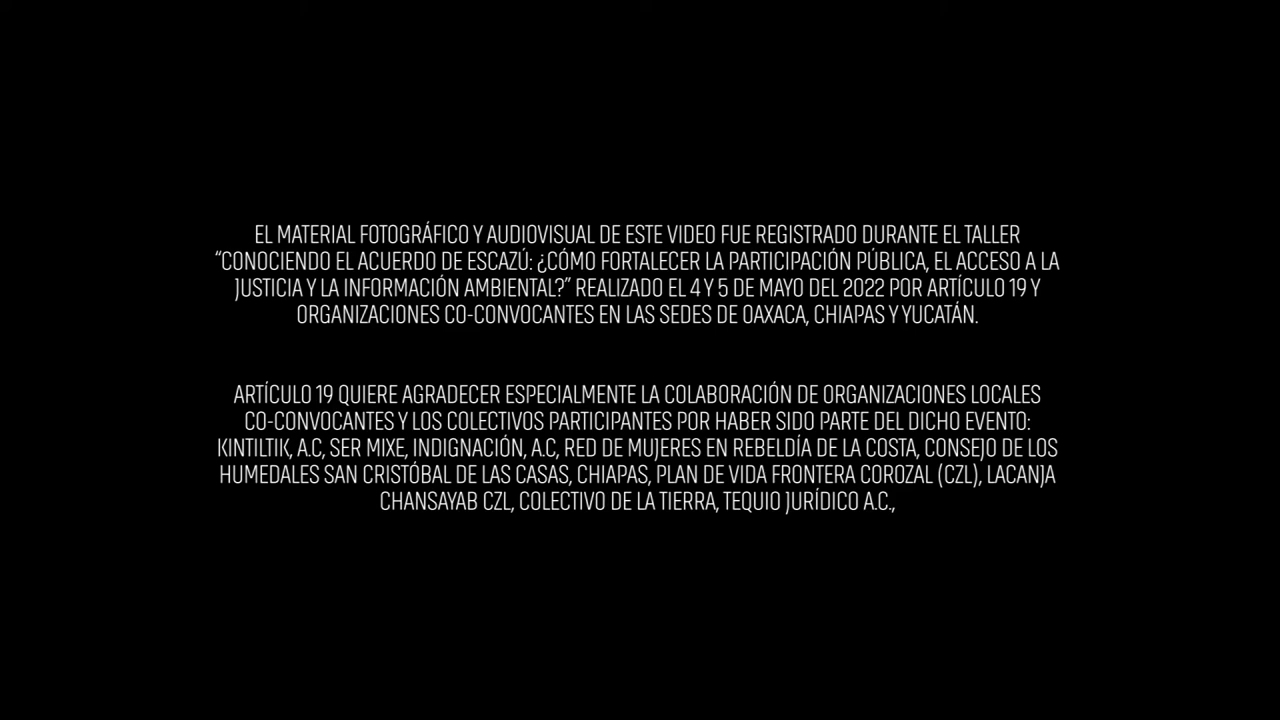 EL MATERIAL FOTOGRÁFICO Y AUDIOVISUAL DE ESTE VIDEO FUE REGISTRADO DURANTE EL TALLER
“CONOCIENDO EL ACUERDO DE ESCAZÚ: ¿CÓMO FORTALECER LA PARTICIPACIÓN PÚBLICA, EL ACCESO A LA
JUSTICIA Y LA INFORMACIÓN AMBIENTAL?” REALIZADO EL 4 Y 5 DE MAYO DEL 2022 POR ARTÍCULO 19 Y
ORGANIZACIONES CO-CONVOCANTES EN LAS SEDES DE OAXACA, CHIAPAS Y YUCATÁN.
ARTÍCULO 19 QUIERE AGRADECER ESPECIALMENTE LA COLABORACIÓN DE ORGANIZACIONES LOCALES
CO-CONVOCANTES Y LOS COLECTIVOS PARTICIPANTES POR HABER SIDO PARTE DEL DICHO EVENTO:
KINTILTIK, A.C, SER MIXE, INDIGNACIÓN, A.C, RED DE MUJERES EN REBELDÍA DE LA COSTA, CONSEJO DE LOS
HUMEDALES SAN CRISTÓBAL DE LAS CASAS, CHIAPAS, PLAN DE VIDA FRONTERA COROZAL (CZL), LACANJA
CHANSAYAB CZL, COLECTIVO DE LA TIERRA, TEQUIO JURÍDICO A.C.,